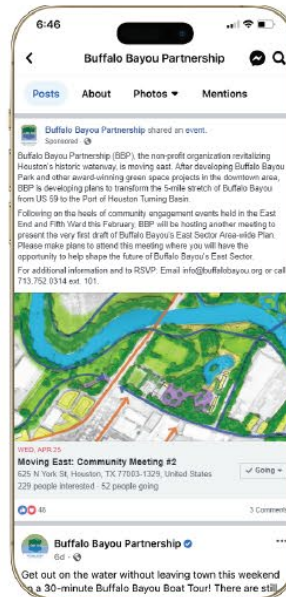 6:46
Buffalo Bayou Partnership
Posts About Photos Mentions
Buffalo Bayou Partnership shared an event.
Sponsored ·
Buffalo Bayou Partnership (BBP), the non-profit organization revitalizing
Houston's historic waterway, is moving east. After developing Buffalo Bayou
Park and other award-winning green space projects in the downtown area,
BBP is developing plans to transform the 5-mile stretch of Buffalo Bayou
from US 59 to the Port of Houston Turning Basin.
Following on the heels of community engagement events held in the East
End and Fifth Ward this February, BBP will be hosting another meeting to
present the very first draft of Buffalo Bayou's East Sector Area-wide Plan.
Please make plans to attend this meeting where you will have the
opportunity to help shape the future of Buffalo Bayou's East Sector.
For additional information and to RSVP: Email info@buffalobayou.org or call
713.752.0314 ext. 101.
WED, APR 25
Moving East: Community Meeting #2
625 N York St, Houston, TX 77003-1329, United States
229 people interested · 52 people going
Going
48
3 Comments
Buffalo Bayou Partnership
6d ·
Get out on the water without leaving town this weekend
a 30-minute Buffalo Bayou Boat Tour! There are still